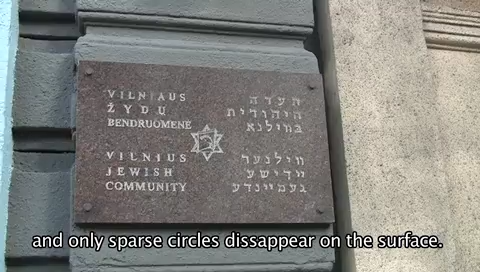 VILNIAUS
ŽYDŲ
BENDRUOMENĖ
העדה
היהודית
בוילנא
VILNIUS
JEWISH
COMMUNITY
ווילנער
יידישע
געמיינדע
and only sparse circles dissappear on the surface.